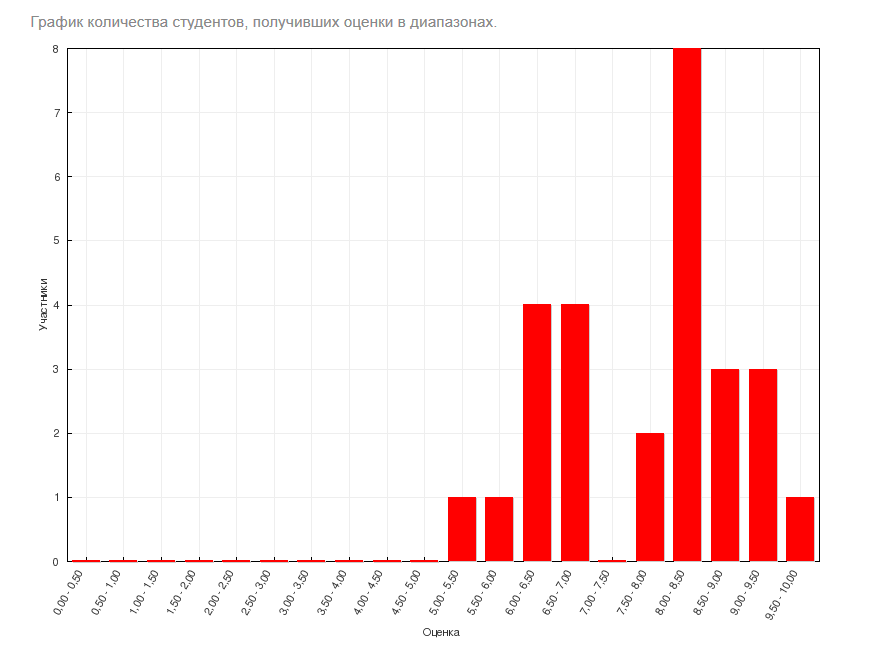 График количества студентов, получивших оценки в диапазонах.
8
7
6
5
4
3
2
1
0
Участники
0.00 - 0.50
0.50 - 1.00
1.00 - 1.50
1.50 - 2.00
2.00 - 2.50
2.50 - 3.00
3.00 - 3.50
3.50 - 4.00
4.00 - 4.50
4.50 - 5.00
5.00 - 5.50
5.50 - 6.00
6.00 - 6.50
6.50 - 7.00
7.00 - 7.50
7.50 - 8.00
8.00 - 8.50
8.50 - 9.00
9.00 - 9.50
9.50 - 10.00
Оценка